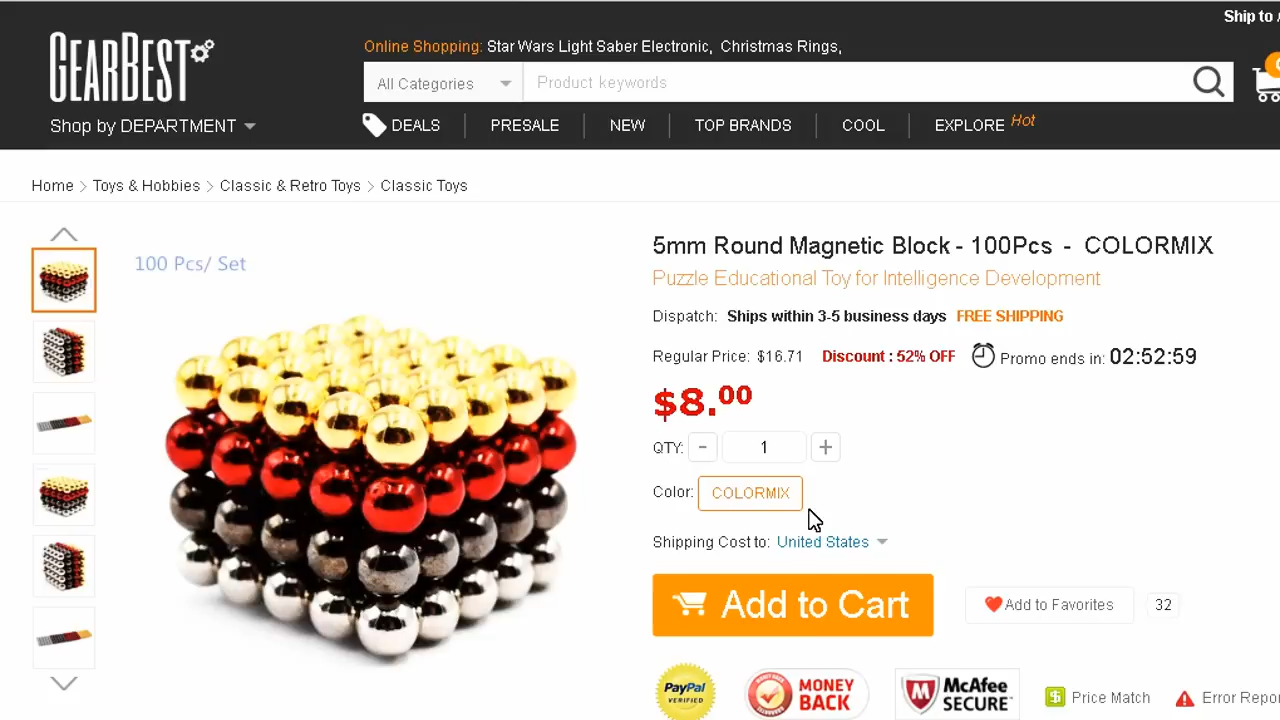 Ship to
GEARBEST
Online Shopping: Star Wars Light Saber Electronic, Christmas Rings,
All Categories
Product keywords
Shop by DEPARTMENT
DEALS
PRESALE
NEW
TOP BRANDS
COOL
EXPLORE Hot
Home > Toys & Hobbies > Classic & Retro Toys > Classic Toys
100 Pcs/ Set
5mm Round Magnetic Block - 100Pcs - COLORMIX
Puzzle Educational Toy for Intelligence Development
Dispatch: Ships within 3-5 business days FREE SHIPPING
Regular Price: $16.71 Discount : 52% OFF Promo ends in: 02:52:59
$8.00
QTY: - 1 +
Color: COLORMIX
Shipping Cost to: United States
Add to Cart
Add to Favorites
32
PayPal
VERIFIED
MONEY
BACK
McAfee
SECURE
$ Price Match
Error Repo